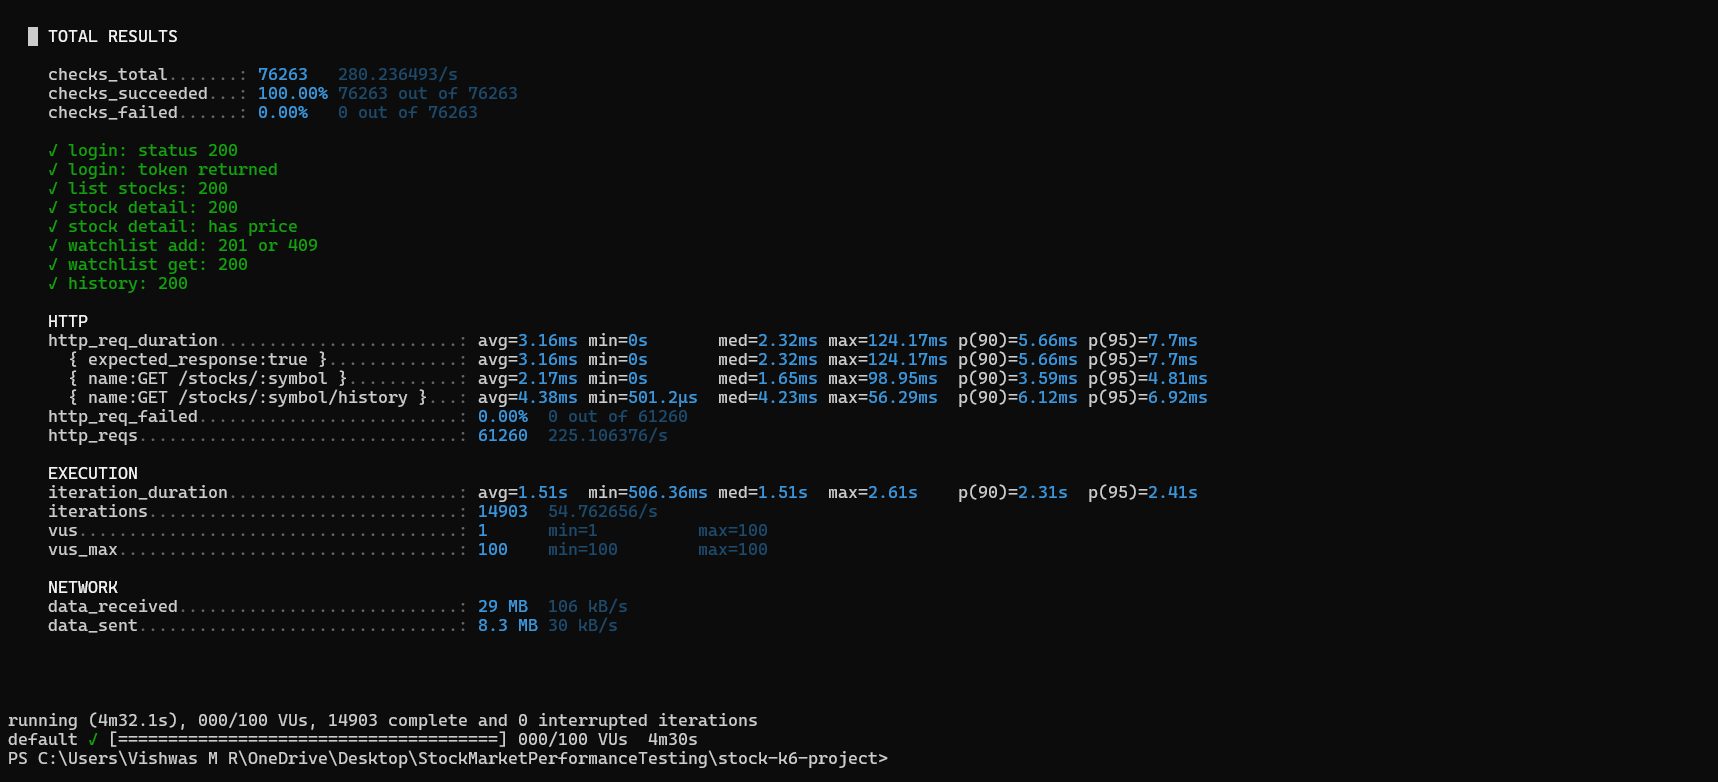 TOTAL RESULTS
checks_total.......: 76263 280.236493/s
checks_succeeded...: 100.00% 76263 out of 76263
checks_failed......: 0.00% 0 out of 76263
✓ login: status 200
✓ login: token returned
✓ list stocks: 200
✓ stock detail: 200
✓ stock detail: has price
✓ watchlist add: 201 or 409
✓ watchlist get: 200
✓ history: 200
HTTP
http_req_duration........................: avg=3.16ms min=0s med=2.32ms max=124.17ms p(90)=5.66ms p(95)=7.7ms
{ expected_response:true }.............: avg=3.16ms min=0s med=2.32ms max=124.17ms p(90)=5.66ms p(95)=7.7ms
{ name:GET /stocks/:symbol }...........: avg=2.17ms min=0s med=1.65ms max=98.95ms p(90)=3.59ms p(95)=4.81ms
{ name:GET /stocks/:symbol/history }...: avg=4.38ms min=501.2µs med=4.23ms max=56.29ms p(90)=6.12ms p(95)=6.92ms
http_req_failed..........................: 0.00% 0 out of 61260
http_reqs................................: 61260 225.106376/s
EXECUTION
iteration_duration.......................: avg=1.51s min=506.36ms med=1.51s max=2.61s p(90)=2.31s p(95)=2.41s
iterations...............................: 14903 54.762656/s
vus......................................: 1 min=1 max=100
vus_max..................................: 100 min=100 max=100
NETWORK
data_received............................: 29 MB 106 kB/s
data_sent................................: 8.3 MB 30 kB/s
running (4m32.1s), 000/100 VUs, 14903 complete and 0 interrupted iterations
default ✓ [======================================] 000/100 VUs 4m30s
PS C:\Users\Vishwas M R\OneDrive\Desktop\StockMarketPerformanceTesting\stock-k6-project>